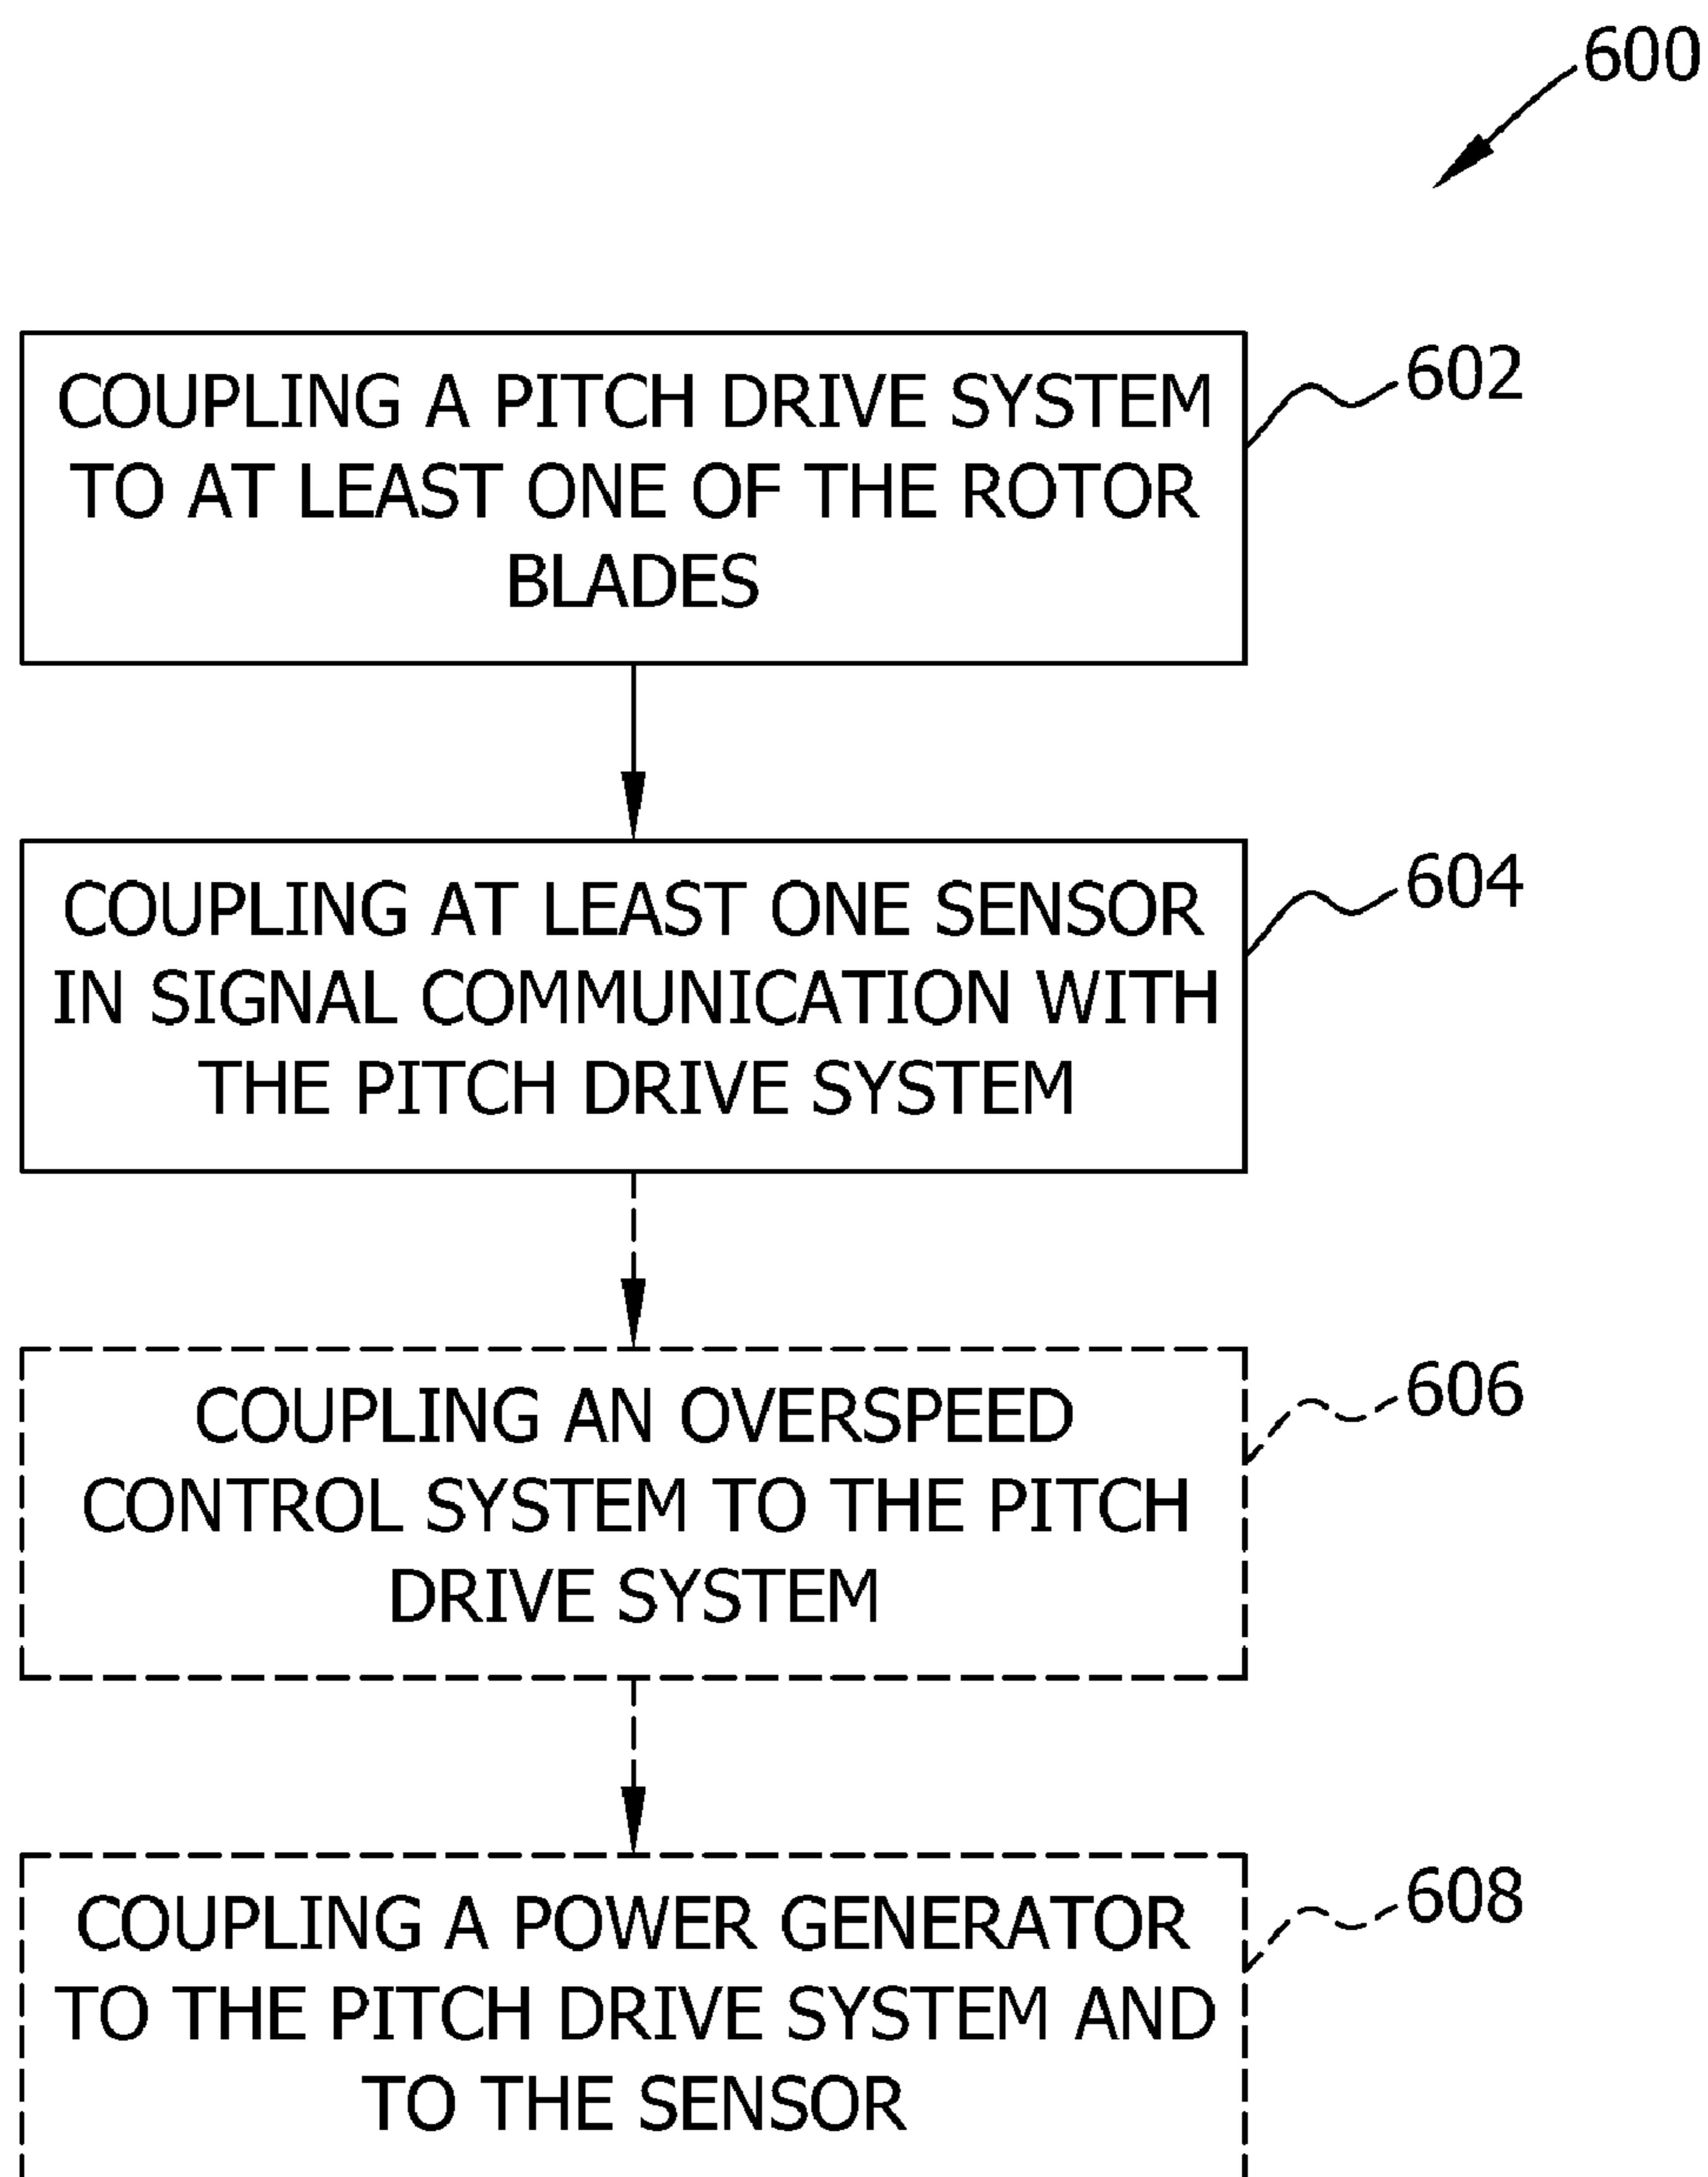 600
COUPLING A PITCH DRIVE SYSTEM
TO AT LEAST ONE OF THE ROTOR
BLADES
602
COUPLING AT LEAST ONE SENSOR
IN SIGNAL COMMUNICATION WITH
THE PITCH DRIVE SYSTEM
604
COUPLING AN OVERSPEED
CONTROL SYSTEM TO THE PITCH
DRIVE SYSTEM
606
COUPLING A POWER GENERATOR
TO THE PITCH DRIVE SYSTEM AND
TO THE SENSOR
608